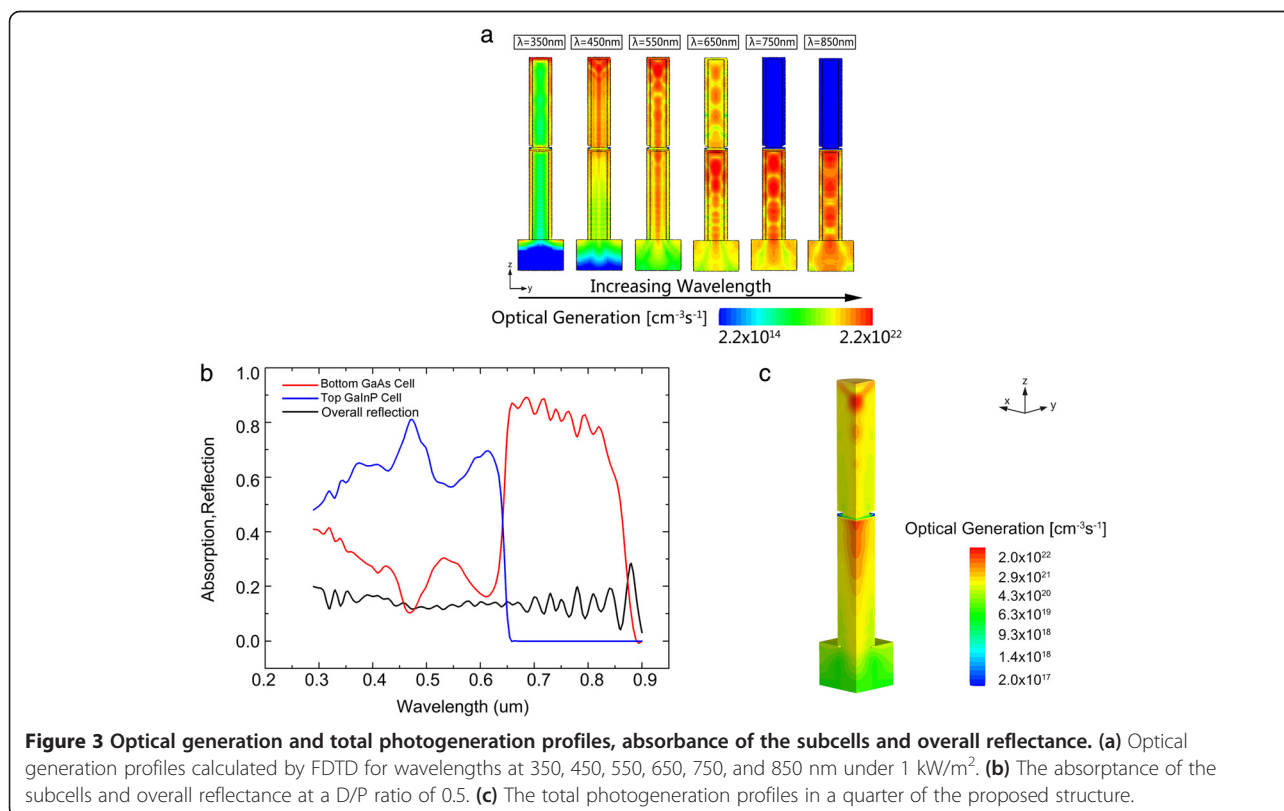 a
λ=350nm λ=450nm λ=550nm λ=650nm λ=750nm λ=850nm
z
y
Increasing Wavelength
Optical Generation [cm⁻³s⁻¹]
2.2x10¹⁴ 2.2x10²²
b
1.0
0.8
0.6
0.4
0.2
0.0
Absorption,Reflection
Bottom GaAs Cell
Top GaInP Cell
Overall reflection
0.2 0.3 0.4 0.5 0.6 0.7 0.8 0.9
Wavelength (um)
c
z
x y
Optical Generation [cm⁻³s⁻¹]
2.0x10²²
2.9x10²¹
4.3x10²⁰
6.3x10¹⁹
9.3x10¹⁸
1.4x10¹⁸
2.0x10¹⁷
Figure 3 Optical generation and total photogeneration profiles, absorbance of the subcells and overall reflectance. (a) Optical
generation profiles calculated by FDTD for wavelengths at 350, 450, 550, 650, 750, and 850 nm under 1 kW/m². (b) The absorptance of the
subcells and overall reflectance at a D/P ratio of 0.5. (c) The total photogeneration profiles in a quarter of the proposed structure.